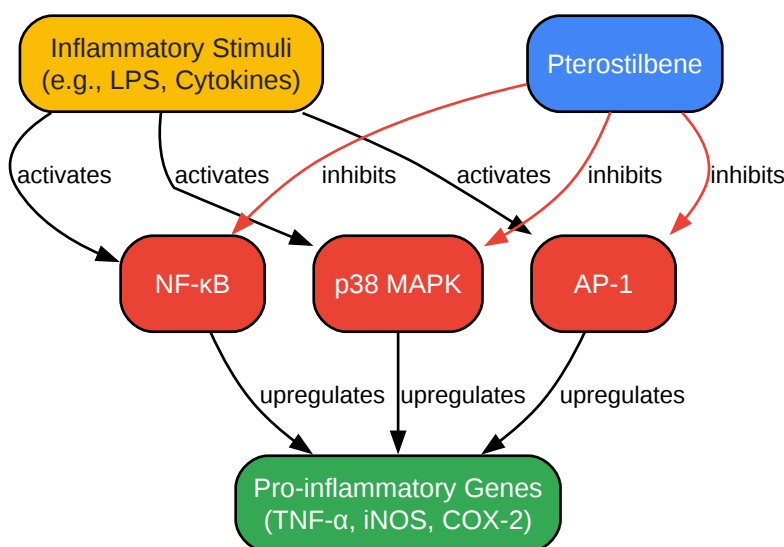 Inflammatory Stimuli
(e.g., LPS, Cytokines)
Pterostilbene
activates
activates
inhibits
activates
inhibits
inhibits
NF-κB
p38 MAPK
AP-1
upregulates
upregulates
upregulates
Pro-inflammatory Genes
(TNF-α, iNOS, COX-2)